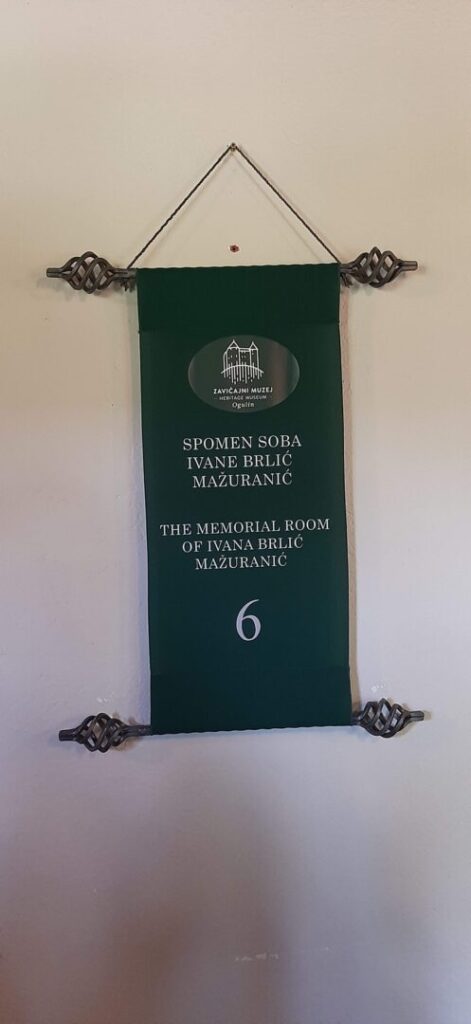 ZAVIČAJNI MUZEJ
HERITAGE MUSEUM
Ogulin
SPOMEN SOBA
IVANE BRLIĆ
MAŽURANIĆ
THE MEMORIAL ROOM
OF IVANA BRLIĆ
MAŽURANIĆ
6